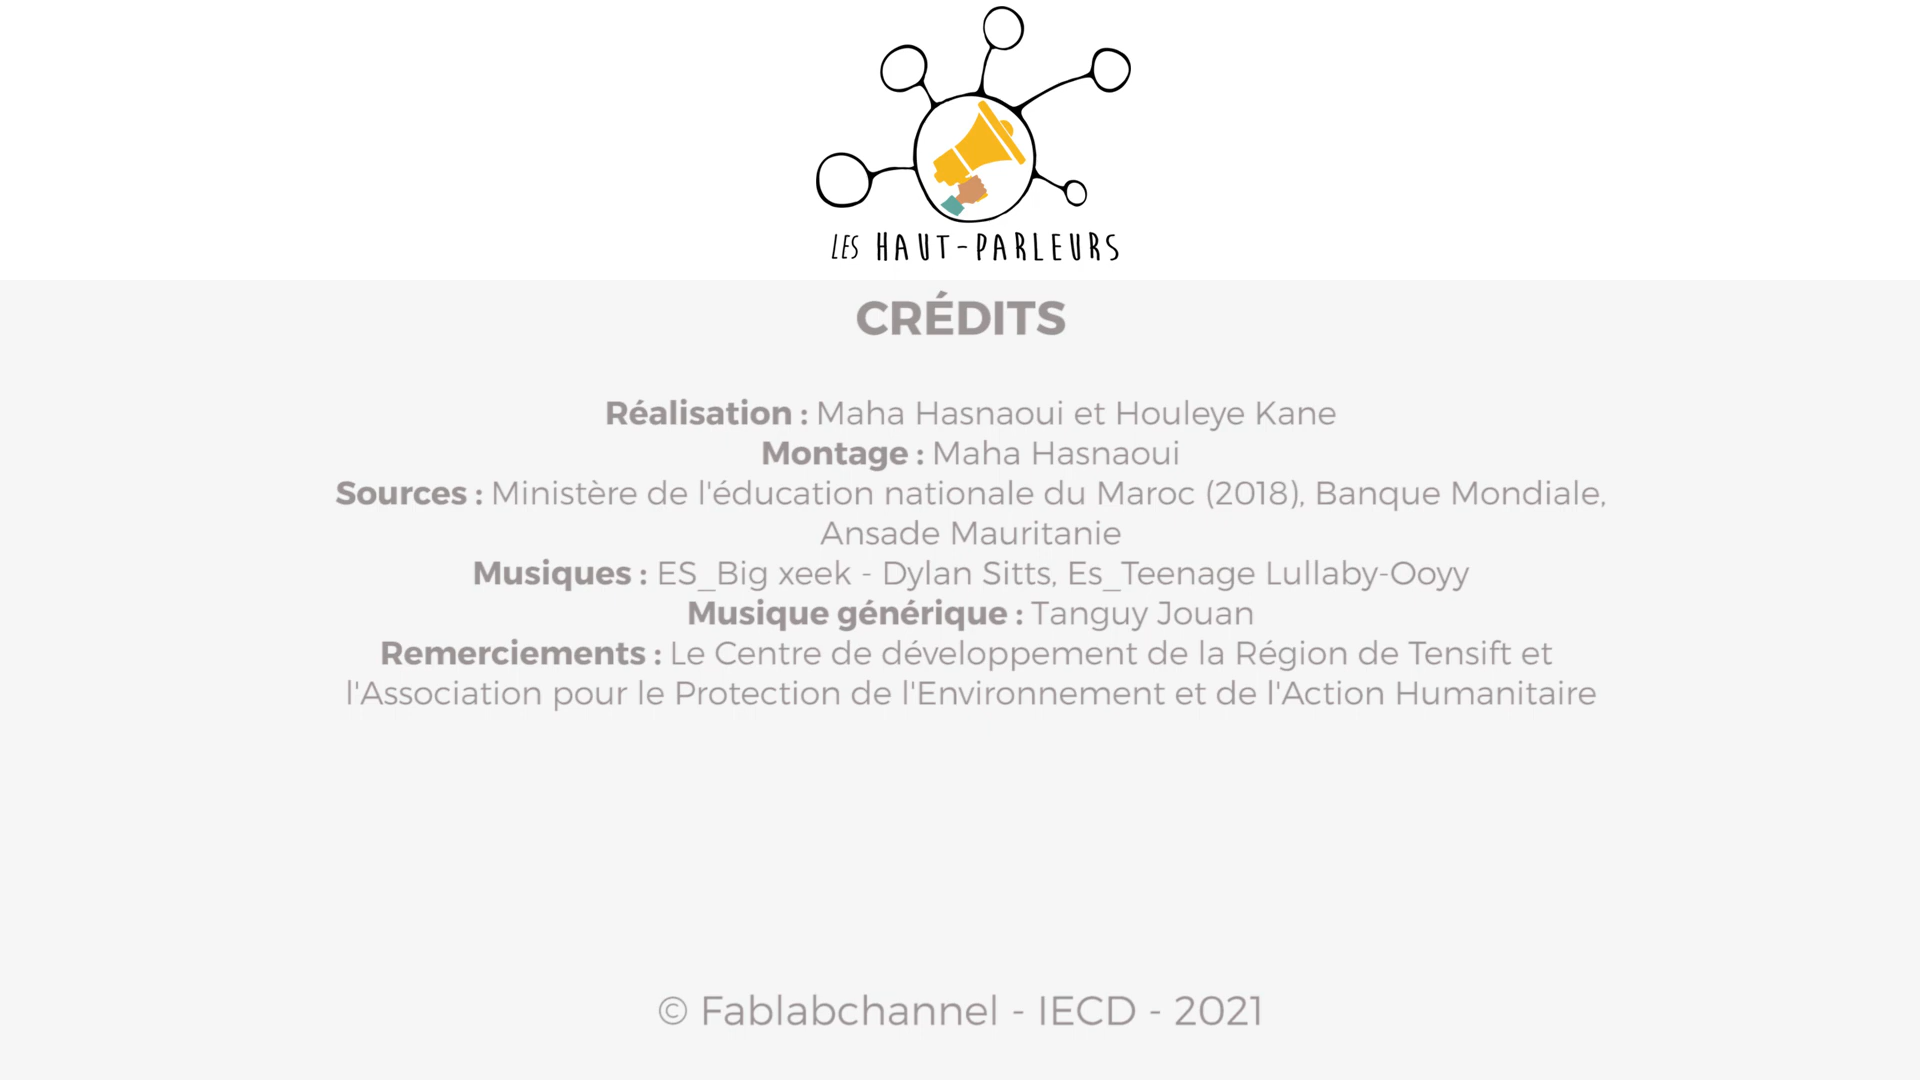 LES HAUT-PARLEURS
CRÉDITS
Réalisation : Maha Hasnaoui et Houleye Kane
Montage : Maha Hasnaoui
Sources : Ministère de l'éducation nationale du Maroc (2018), Banque Mondiale,
Ansade Mauritanie
Musiques : ES_Big xeek - Dylan Sitts, Es_Teenage Lullaby-Ooyy
Musique générique : Tanguy Jouan
Remerciements : Le Centre de développement de la Région de Tensift et
l'Association pour le Protection de l'Environnement et de l'Action Humanitaire
© Fablabchannel - IECD - 2021